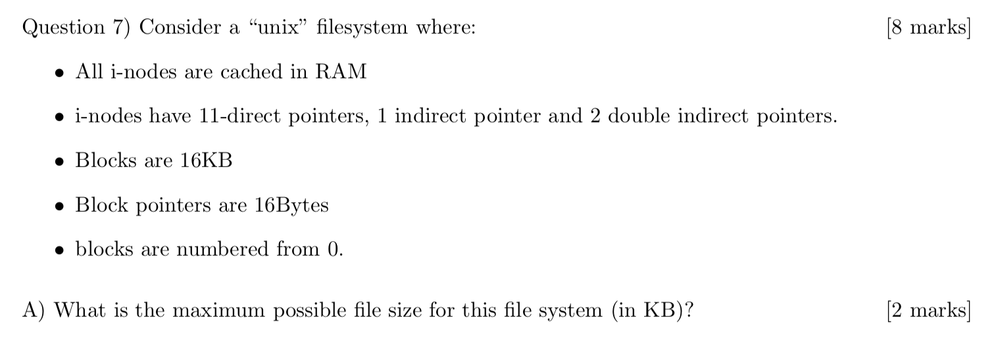 Question 7) Consider a “unix” filesystem where: [8 marks]
• All i-nodes are cached in RAM
• i-nodes have 11-direct pointers, 1 indirect pointer and 2 double indirect pointers.
• Blocks are 16KB
• Block pointers are 16Bytes
• blocks are numbered from 0.
A) What is the maximum possible file size for this file system (in KB)? [2 marks]